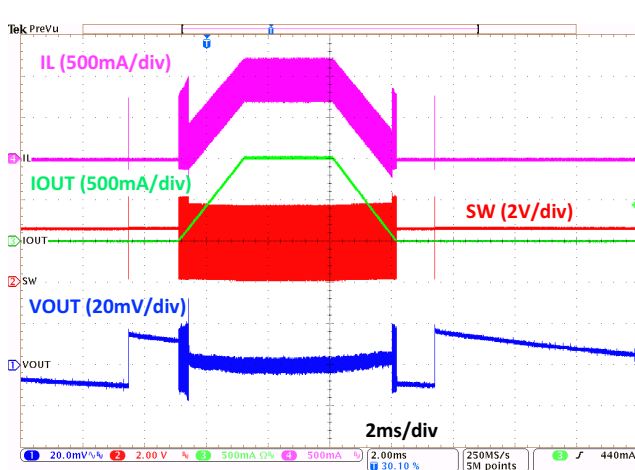 Tek PreVu
T
T
IL (500mA/div)
4 IL
IOUT (500mA/div)
SW (2V/div)
3 IOUT
2 SW
VOUT (20mV/div)
1 VOUT
2ms/div
1 20.0mV 2 2.00 V 3 500mA Ω 4 500mA 2.00ms 250MS/s 3 440mA
T 30.10 % 5M points